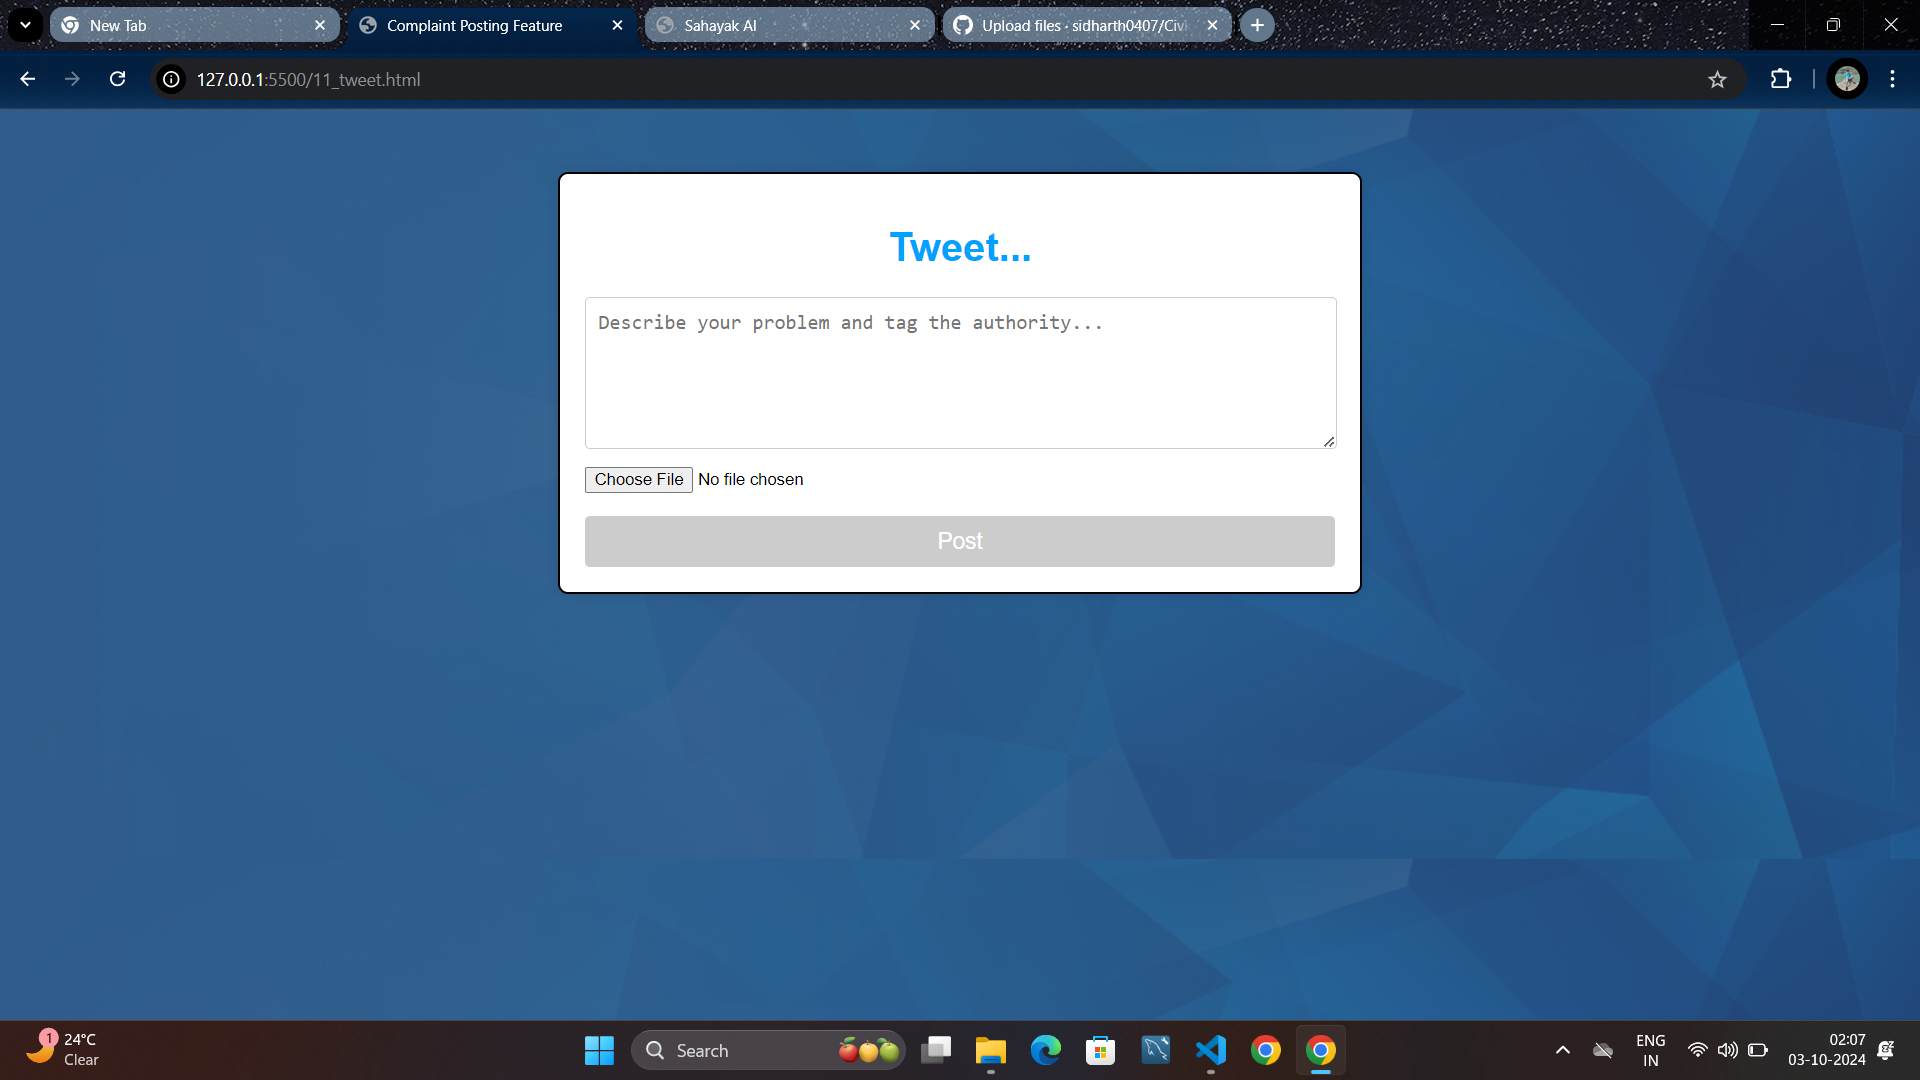 New Tab
Complaint Posting Feature
Sahayak AI
Upload files · sidharth0407/Civi
127.0.0.1:5500/11_tweet.html
Tweet...
Describe your problem and tag the authority...
Choose File No file chosen
Post
1
24°C
Clear
Search
ENG
IN
02:07
03-10-2024